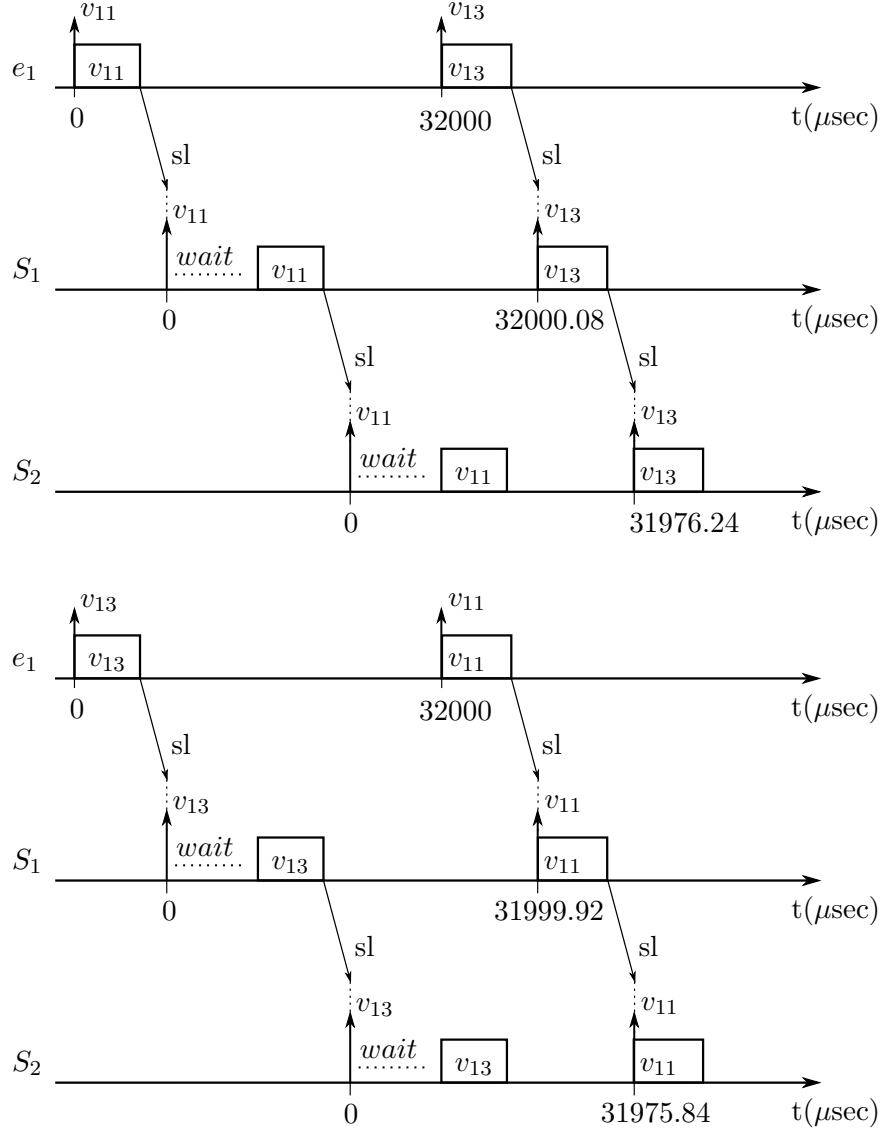 v11 v13
e1 v11 v13
0 32000 t(μsec)
sl sl
v11 v13
S1 wait v11 v13
0 32000.08 t(μsec)
sl sl
v11 v13
S2 wait v11 v13
0 31976.24 t(μsec)
v13 v11
e1 v13 v11
0 32000 t(μsec)
sl sl
v13 v11
S1 wait v13 v11
0 31999.92 t(μsec)
sl sl
v13 v11
S2 wait v13 v11
0 31975.84 t(μsec)